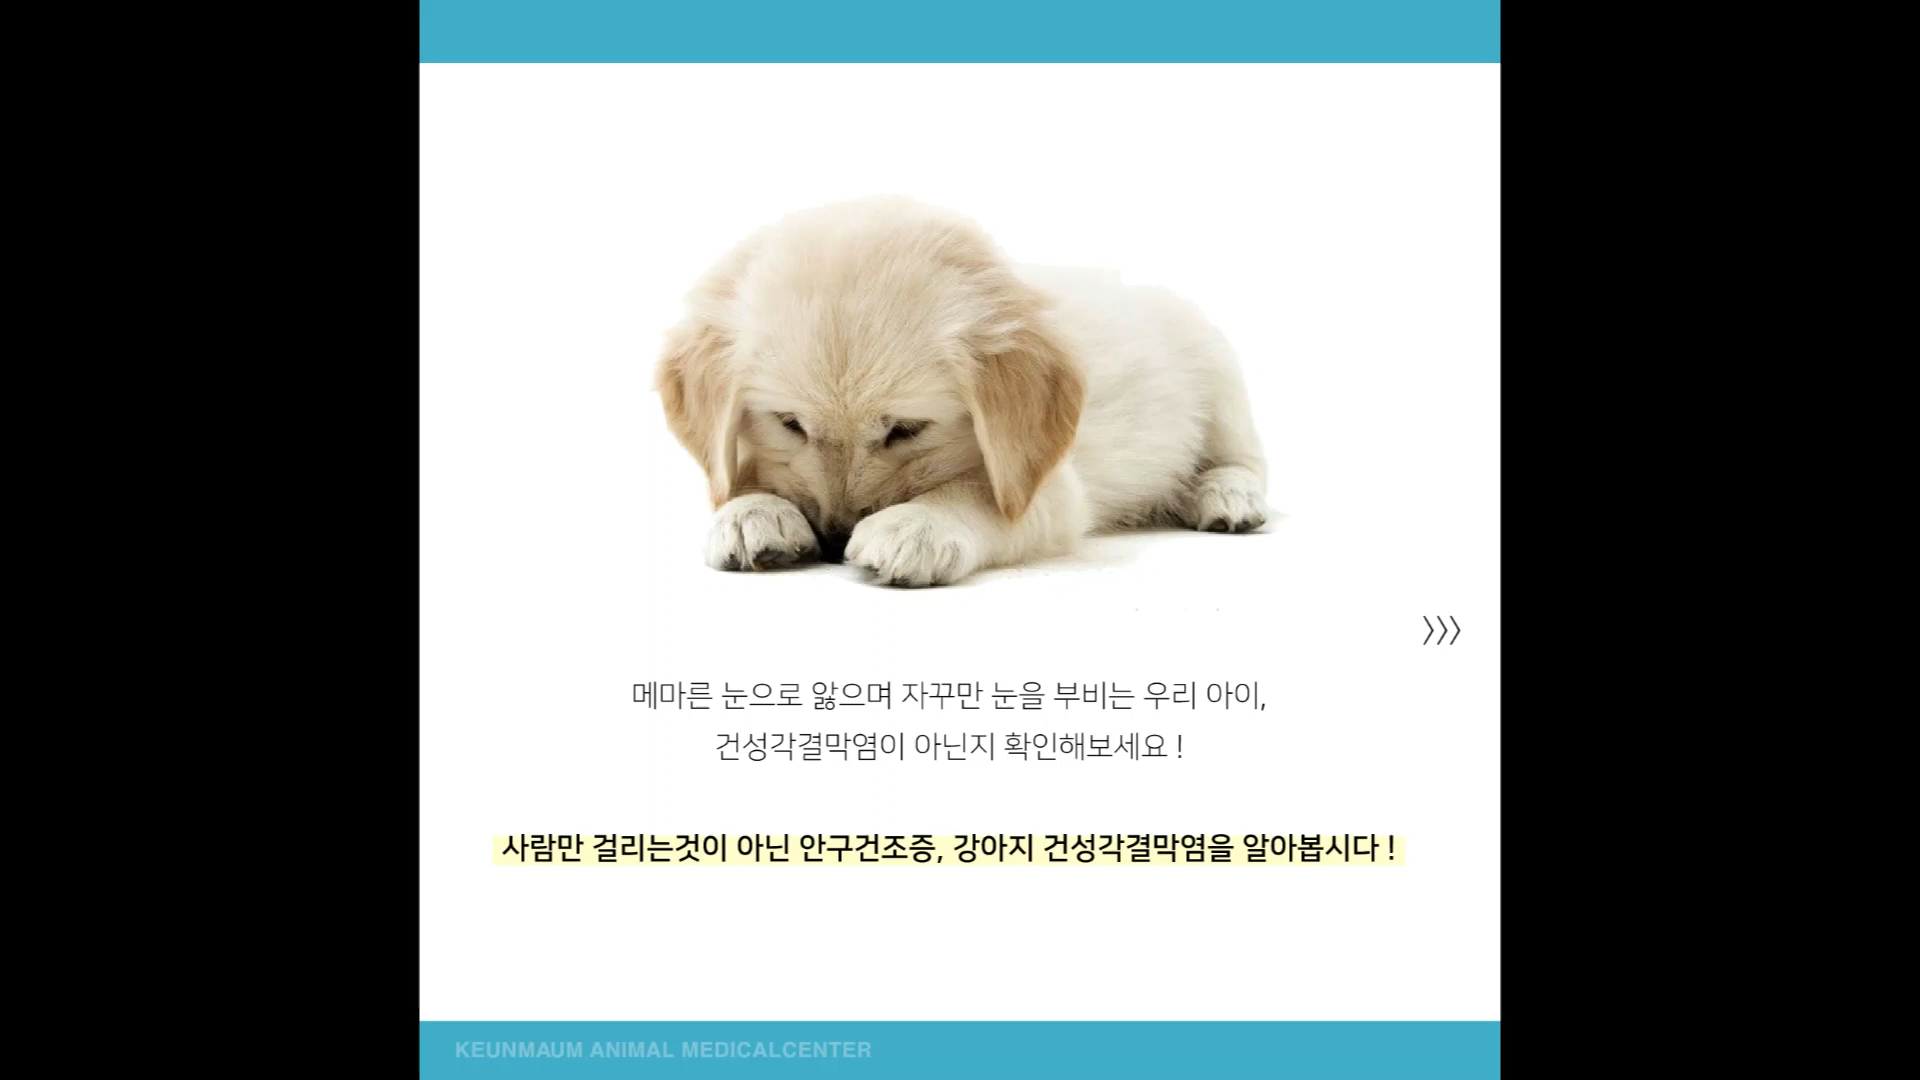 메마른 눈으로 앓으며 자꾸만 눈을 부비는 우리 아이,
건성각결막염이 아닌지 확인해보세요 !
사람만 걸리는것이 아닌 안구건조증, 강아지 건성각결막염을 알아봅시다 !
KEUNMAUM ANIMAL MEDICALCENTER